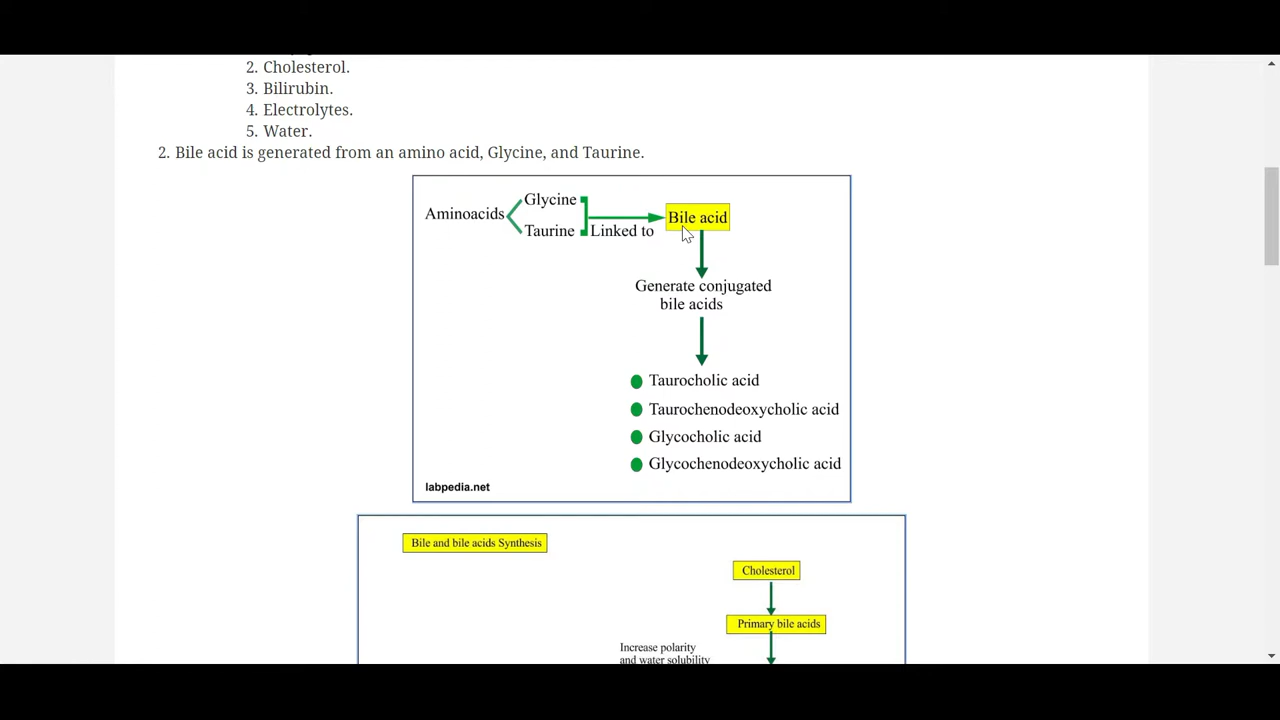 2. Cholesterol.
3. Bilirubin.
4. Electrolytes.
5. Water.
2. Bile acid is generated from an amino acid, Glycine, and Taurine.
Aminoacids
Glycine
Taurine
Linked to
Bile acid
Generate conjugated
bile acids
Taurocholic acid
Taurochenodeoxycholic acid
Glycocholic acid
Glycochenodeoxycholic acid
labpedia.net
Bile and bile acids Synthesis
Cholesterol
Primary bile acids
Increase polarity
and water solubility